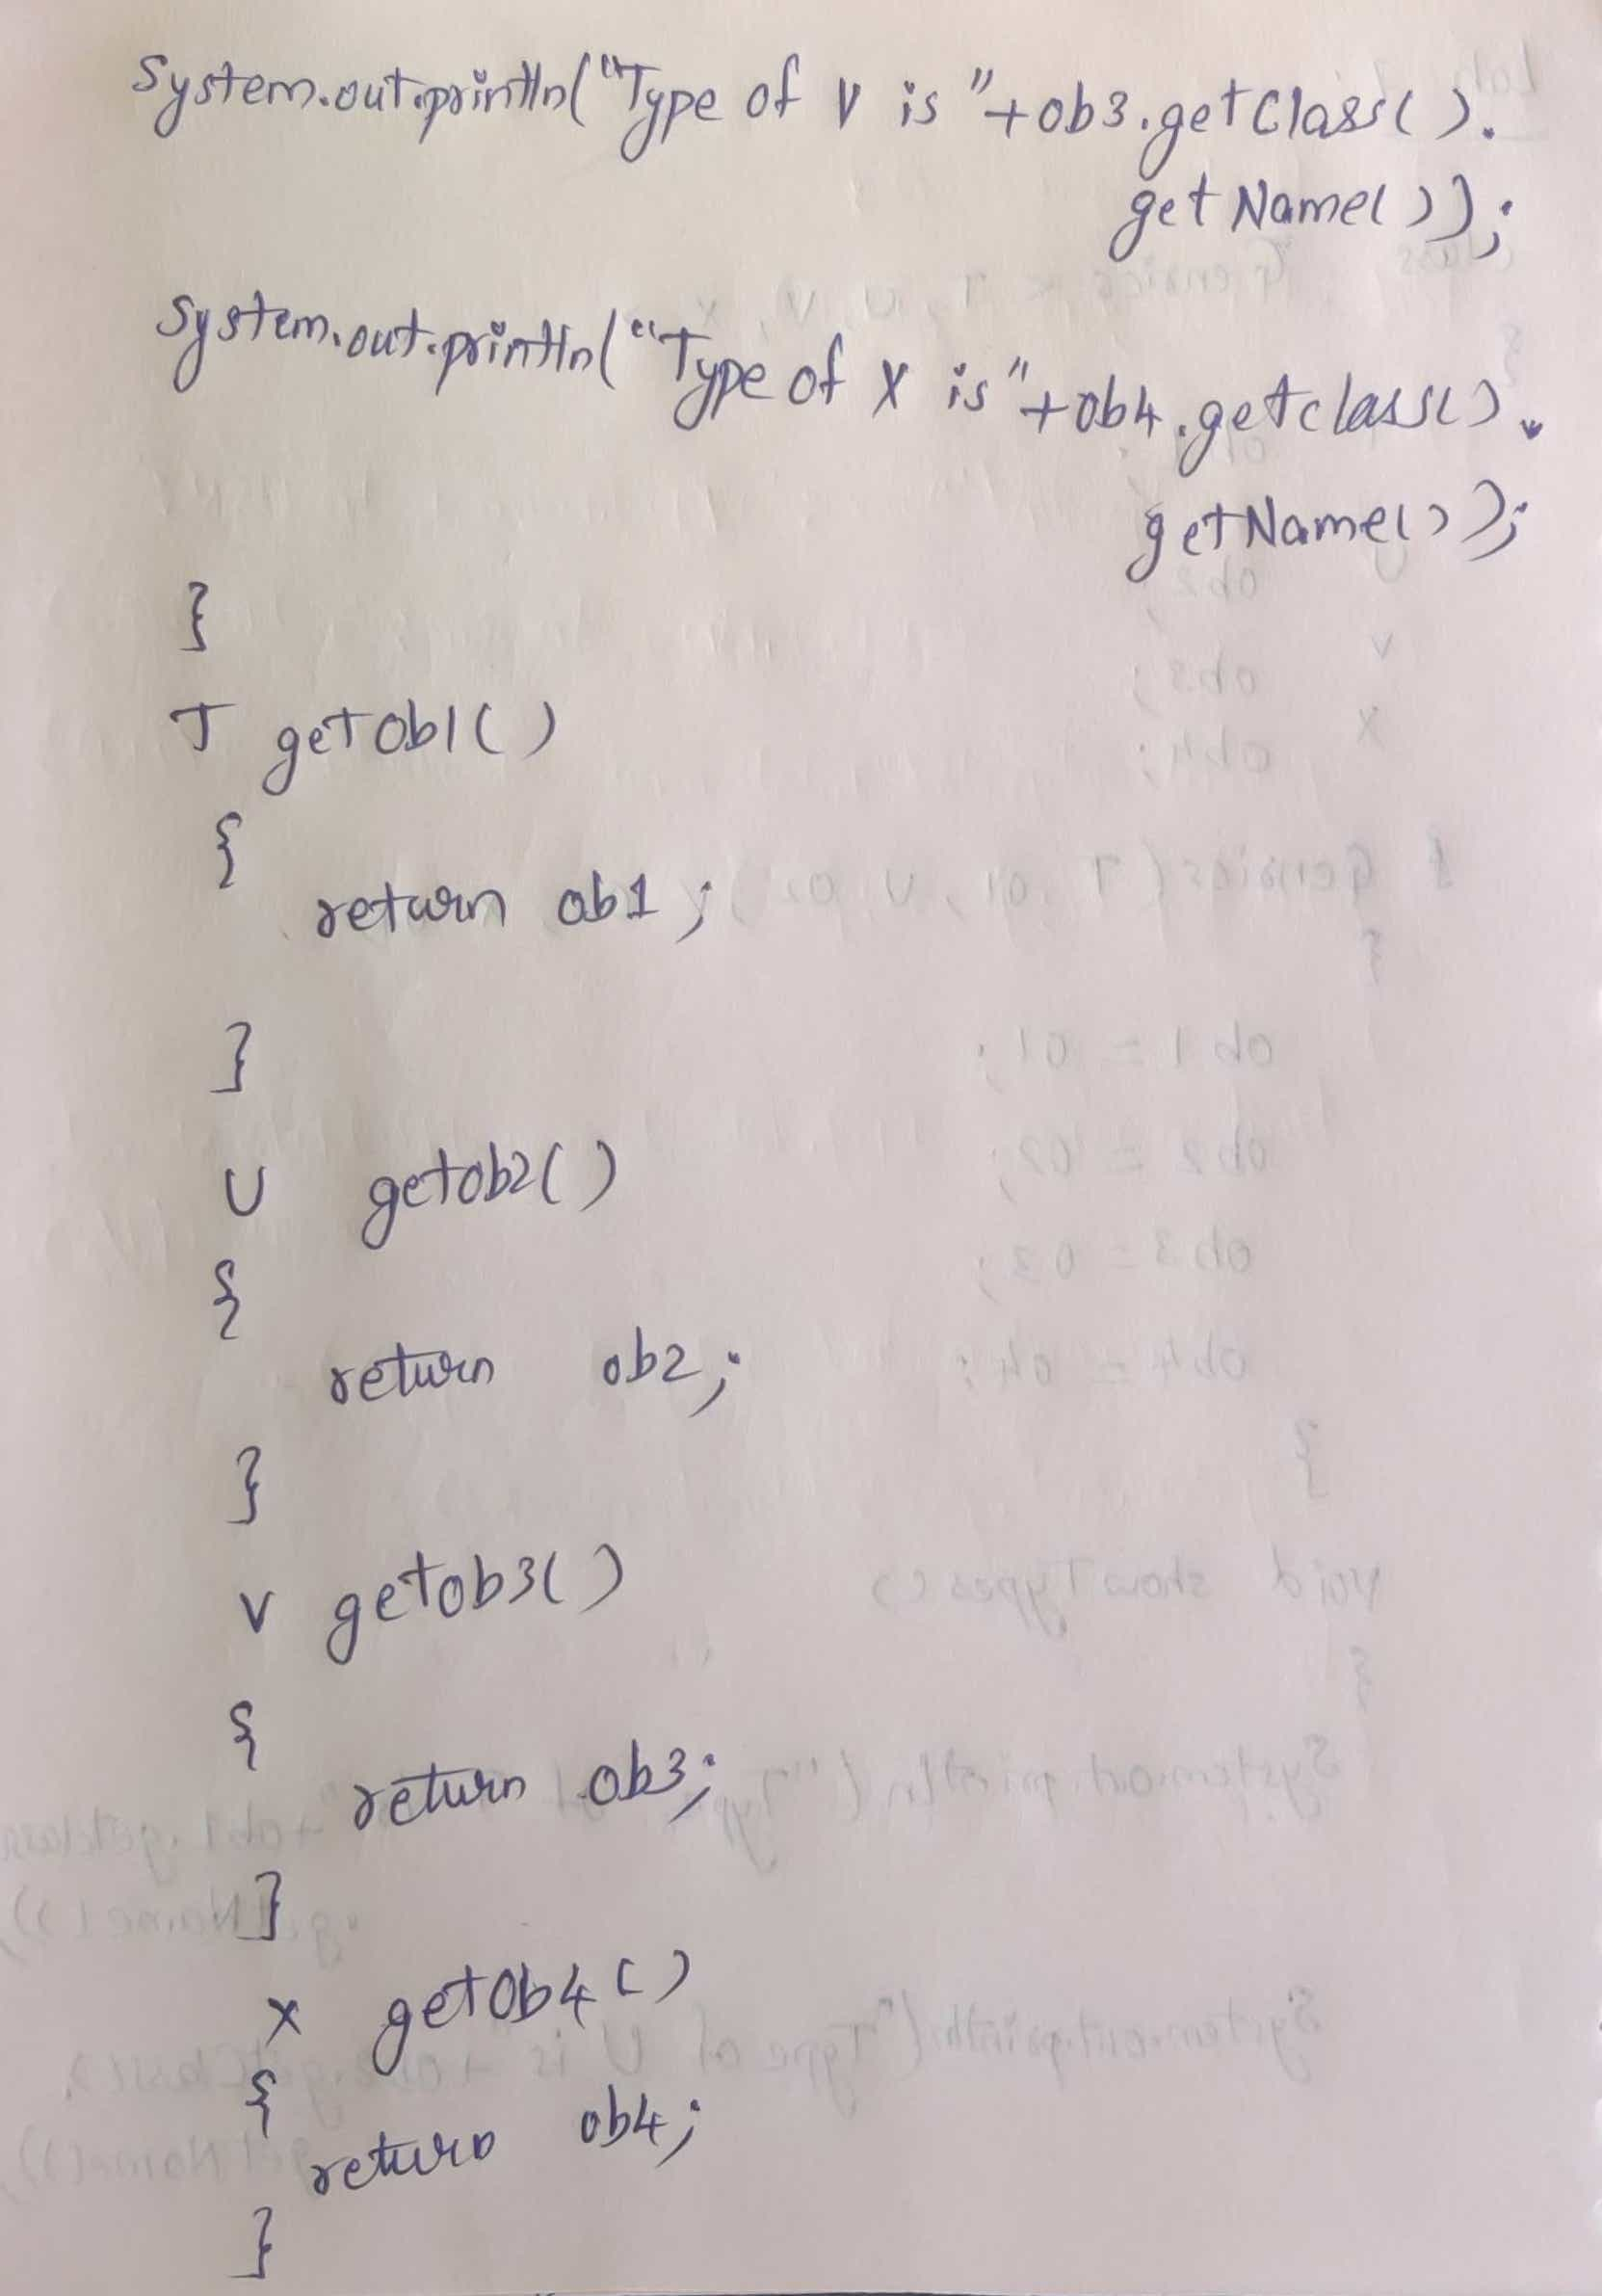 System.out.println("Type of V is "+ob3.getClass().
getName());
System.out.println("Type of X is"+ob4.getclass().
getName());
}
T getob1()
{
return ob1;
}
U getob2()
{
return ob2;
}
V getob3()
{
return ob3;
}
X getOb4()
{
return ob4;
}